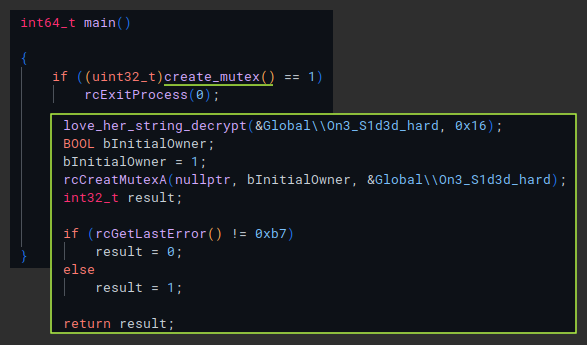 int64_t main()
{
if ((uint32_t)create_mutex() == 1)
rcExitProcess(0);
love_her_string_decrypt(&Global\\On3_S1d3d_hard, 0x16);
BOOL bInitialOwner;
bInitialOwner = 1;
rcCreatMutexA(nullptr, bInitialOwner, &Global\\On3_S1d3d_hard);
int32_t result;
if (rcGetLastError() != 0xb7)
result = 0;
else
result = 1;
return result;
}